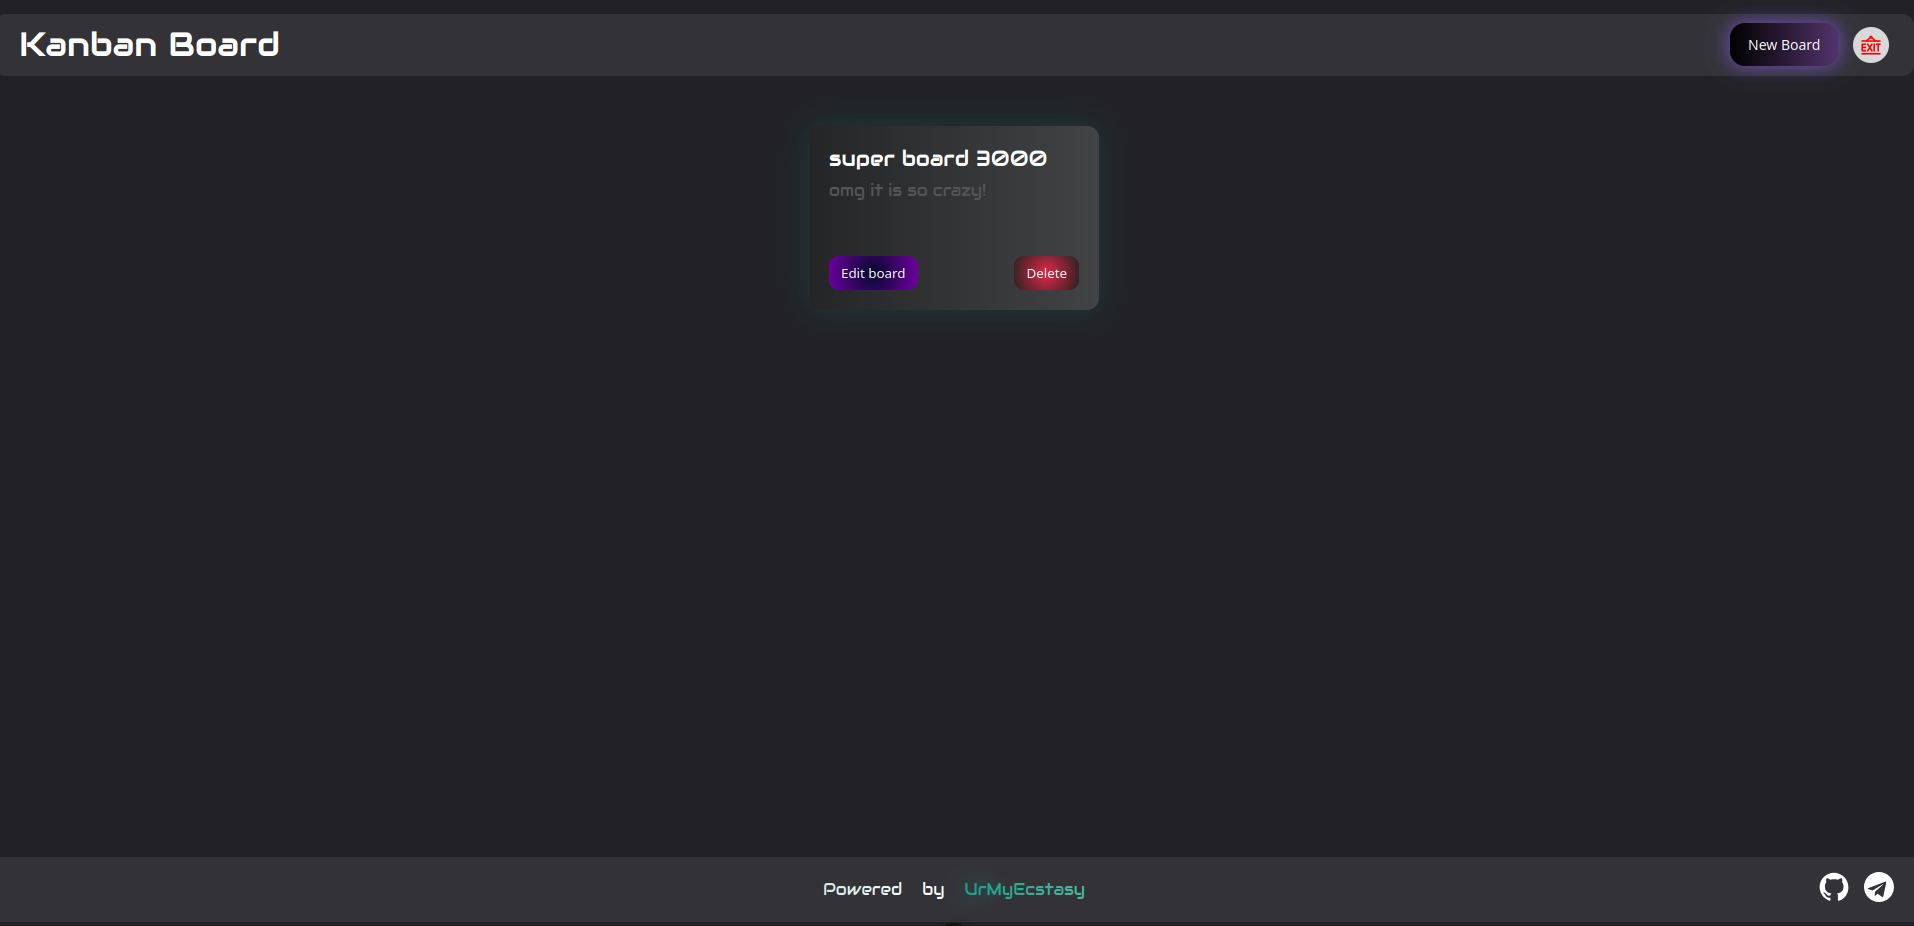 Kanban Board
New Board
EXIT
super board 3000
omg it is so crazy!
Edit board
Delete
Powered by UrMyEcstasy